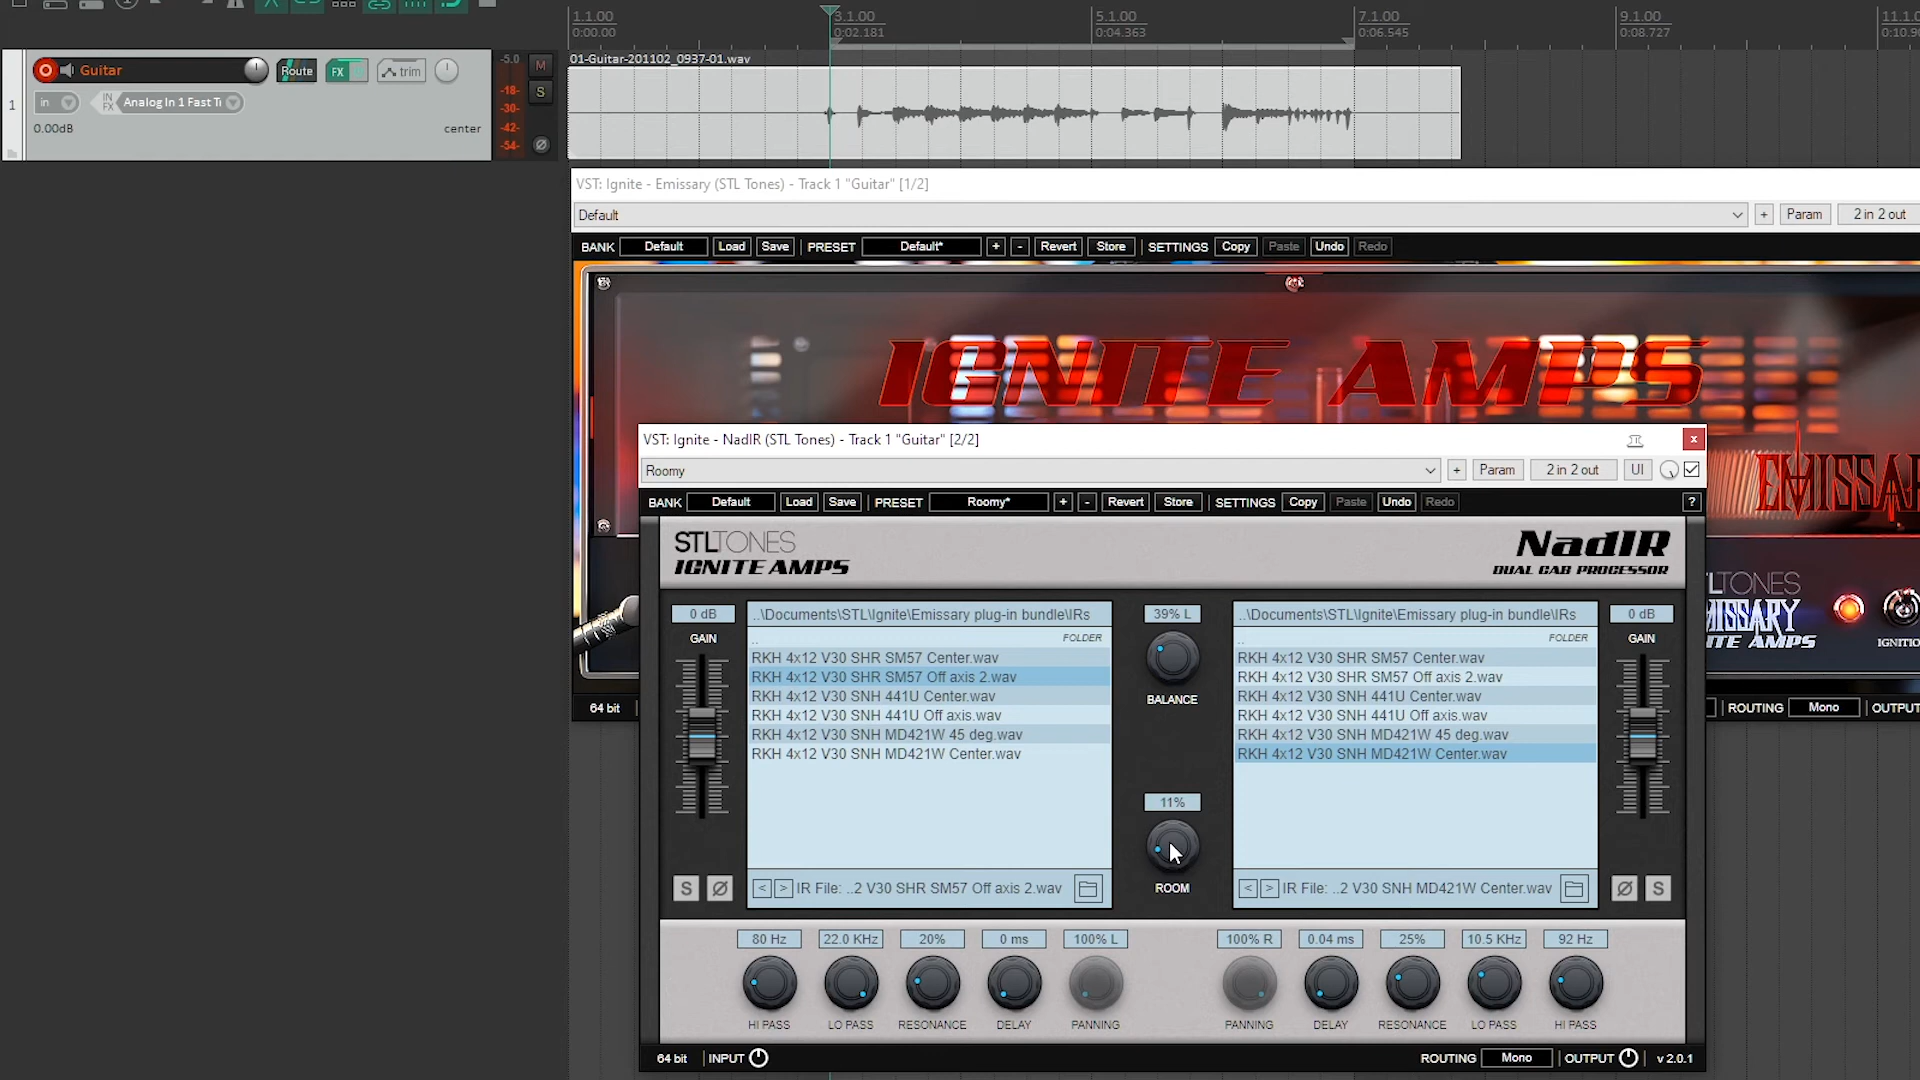 1.1.00
3.1.00
5.1.00
7.1.00
9.1.00
0:00.00
0:02.181
0:04.363
0:06.545
0:08.727
01-Guitar-201102_0937-01.wav
1
Guitar
Route
FX
trim
in
IN FX
Analog In 1 Fast Ti
0.00dB
center
-5.0
-18-
-30-
-42-
-54-
M
S
VST: Ignite - Emissary (STL Tones) - Track 1 "Guitar" [1/2]
Default
+
Param
2 in 2 out
BANK Default Load Save PRESET Default* + - Revert Store SETTINGS Copy Paste Undo Redo
IGNITE AMPS
VST: Ignite - NadIR (STL Tones) - Track 1 "Guitar" [2/2]
x
Roomy
+
Param
2 in 2 out
UI
BANK Default Load Save PRESET Roomy* + - Revert Store SETTINGS Copy Paste Undo Redo ?
STLTONES
IGNITE AMPS
NadIR
DUAL CAB PROCESSOR
0 dB
GAIN
..\Documents\STL\Ignite\Emissary plug-in bundle\IRs
..
FOLDER
RKH 4x12 V30 SHR SM57 Center.wav
RKH 4x12 V30 SHR SM57 Off axis 2.wav
RKH 4x12 V30 SNH 441U Center.wav
RKH 4x12 V30 SNH 441U Off axis.wav
RKH 4x12 V30 SNH MD421W 45 deg.wav
RKH 4x12 V30 SNH MD421W Center.wav
S Ø
< > IR File: ..2 V30 SHR SM57 Off axis 2.wav
39% L
BALANCE
11%
ROOM
..\Documents\STL\Ignite\Emissary plug-in bundle\IRs
..
FOLDER
RKH 4x12 V30 SHR SM57 Center.wav
RKH 4x12 V30 SHR SM57 Off axis 2.wav
RKH 4x12 V30 SNH 441U Center.wav
RKH 4x12 V30 SNH 441U Off axis.wav
RKH 4x12 V30 SNH MD421W 45 deg.wav
RKH 4x12 V30 SNH MD421W Center.wav
< > IR File: ..2 V30 SNH MD421W Center.wav
0 dB
GAIN
Ø S
80 Hz 22.0 KHz 20% 0 ms 100% L 100% R 0.04 ms 25% 10.5 KHz 92 Hz
HI PASS LO PASS RESONANCE DELAY PANNING PANNING DELAY RESONANCE LO PASS HI PASS
64 bit INPUT ROUTING Mono OUTPUT v 2.0.1
64 bit
ROUTING Mono OUTPUT